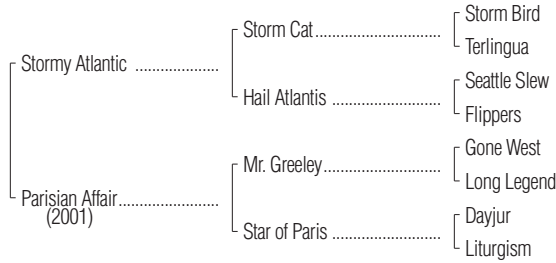 Storm Bird
Storm Cat
Terlingua
Stormy Atlantic
Seattle Slew
Hail Atlantis
Flippers
Gone West
Mr. Greeley
Long Legend
Parisian Affair
(2001)
Dayjur
Star of Paris
Liturgism